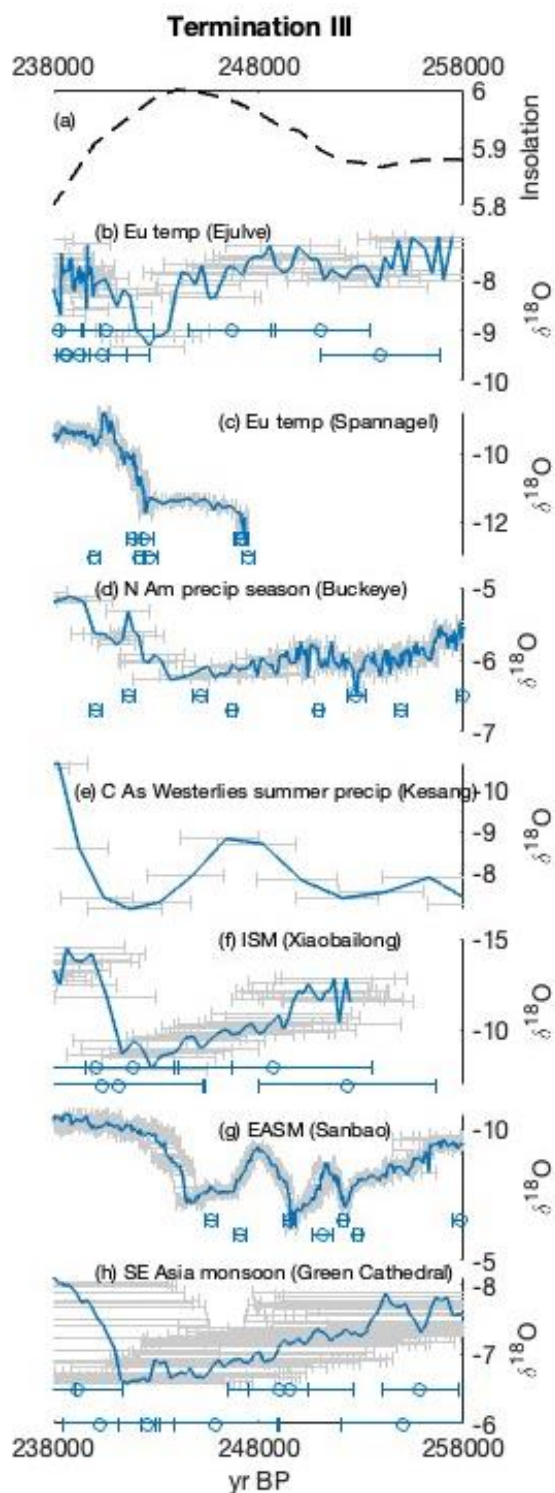 Termination III
238000 248000 258000
(a)
6
5.9
5.8
Insolation
(b) Eu temp (Ejulve)
-8
-9
-10
δ18O
(c) Eu temp (Spannagel)
-10
-12
δ18O
(d) N Am precip season (Buckeye)
-5
-6
-7
δ18O
(e) C As Westerlies summer precip (Kesang)
-10
-9
-8
δ18O
(f) ISM (Xiaobailong)
-15
-10
δ18O
(g) EASM (Sanbao)
-10
-5
δ18O
(h) SE Asia monsoon (Green Cathedral)
-8
-7
-6
δ18O
238000 248000 258000
yr BP